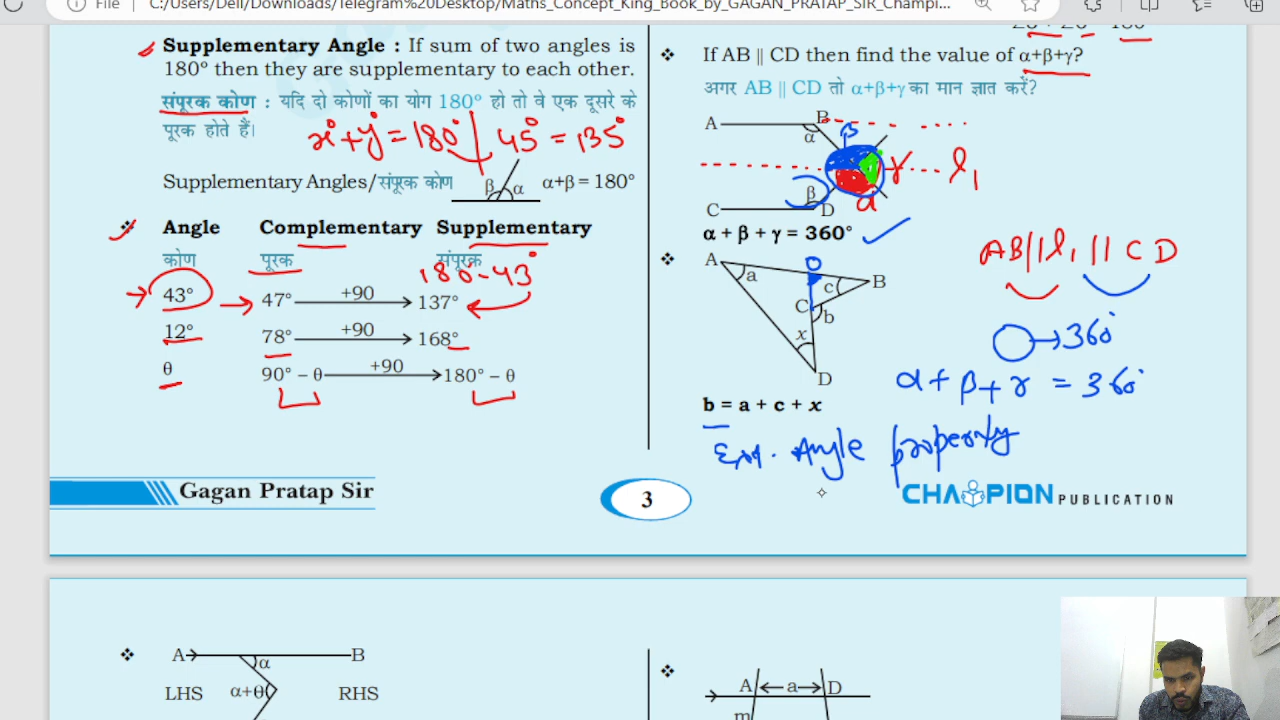 File C:/Users/Dell/Downloads/Telegram%20Desktop/Maths_Concept_King_Book_by_GAGAN_PRATAP_SIR_Champi...
Supplementary Angle : If sum of two angles is
180° then they are supplementary to each other.
संपूरक कोण : यदि दो कोणों का योग 180° हो तो वे एक दूसरे के
पूरक होते हैं।
x° + y° = 180° 45° = 135°
Supplementary Angles/संपूरक कोण β α α+β = 180°
Angle Complementary Supplementary
कोण पूरक संपूरक
180° - 43°
43° 47° +90 137°
12° 78° +90 168°
θ 90° – θ +90 180° – θ
Gagan Pratap Sir
3
If AB || CD then find the value of α+β+γ?
अगर AB || CD तो α+β+γ का मान ज्ञात करें?
A B
α β
γ l₁
β
C D α
α + β + γ = 360°
AB || l₁ || CD
A O
a c B
C b
x
D
360°
α + β + γ = 360°
b = a + c + x
Ext. Angle property
CHAMPION PUBLICATION
A B
α
LHS α+θ RHS
A a D
m